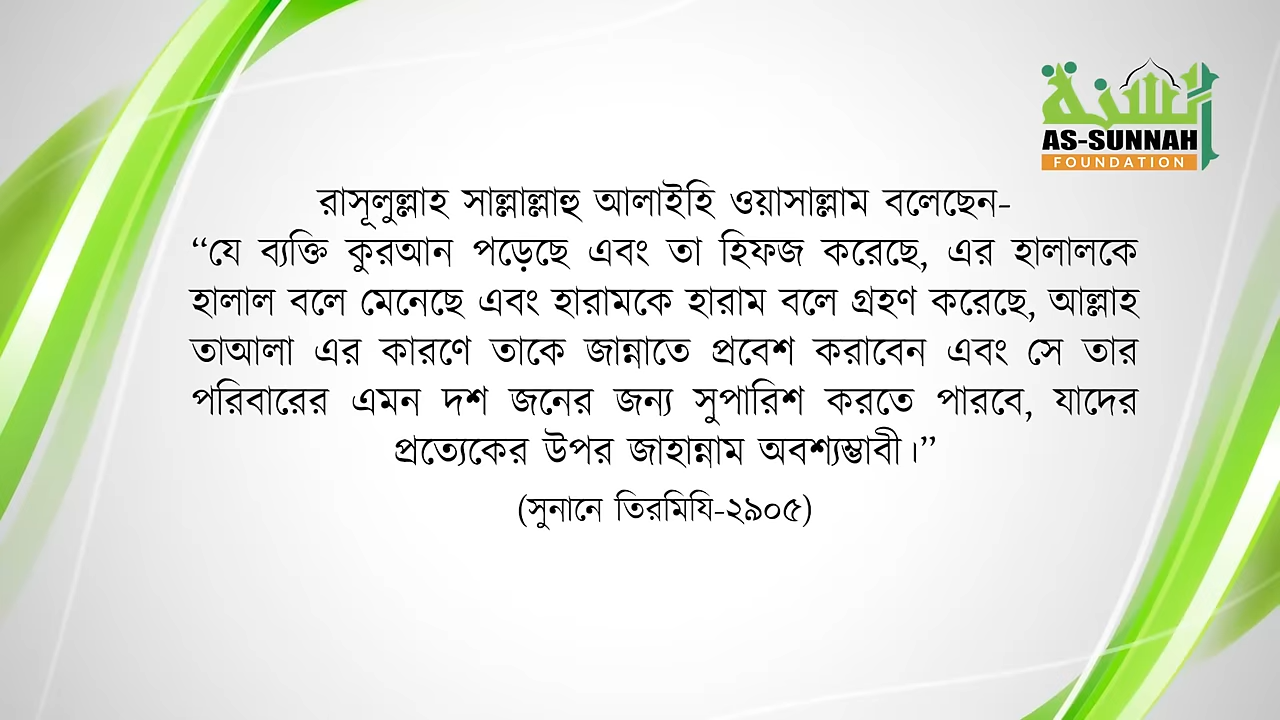 السنة
AS-SUNNAH
FOUNDATION
রাসূলুল্লাহ সাল্লাল্লাহু আলাইহি ওয়াসাল্লাম বলেছেন-
“যে ব্যক্তি কুরআন পড়েছে এবং তা হিফজ করেছে, এর হালালকে
হালাল বলে মেনেছে এবং হারামকে হারাম বলে গ্রহণ করেছে, আল্লাহ
তাআলা এর কারণে তাকে জান্নাতে প্রবেশ করাবেন এবং সে তার
পরিবারের এমন দশ জনের জন্য সুপারিশ করতে পারবে, যাদের
প্রত্যেকের উপর জাহান্নাম অবশ্যম্ভাবী।”
(সুনানে তিরমিযি-২৯০৫)